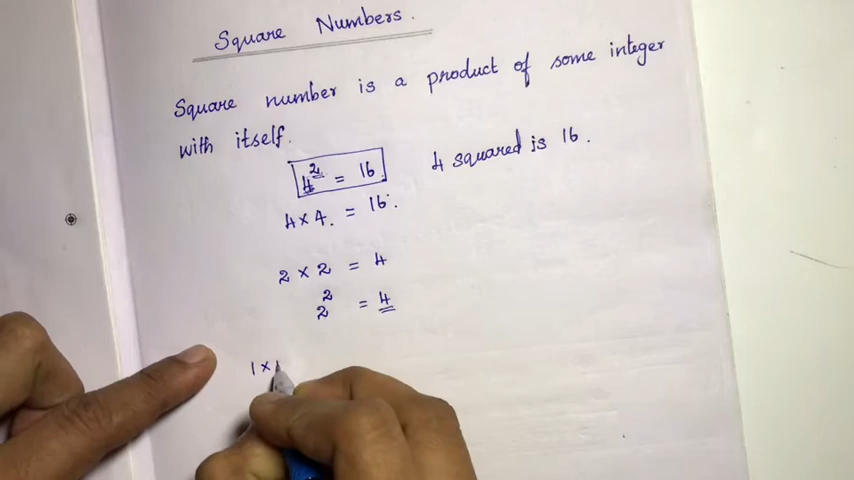 Square Numbers.
Square number is a product of some integer
with itself.
4² = 16. 4 squared is 16.
4 × 4. = 16.
2 × 2 = 4
2² = 4
1 × 1